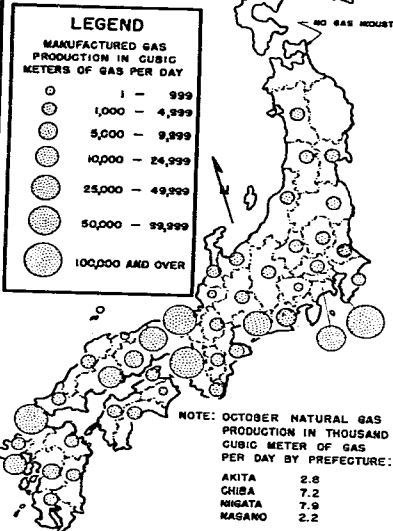 LEGEND
MANUFACTURED GAS
PRODUCTION IN CUBIC
METERS OF GAS PER DAY
1 — 999
1,000 — 4,999
5,000 — 9,999
10,000 — 24,999
25,000 — 49,999
50,000 — 99,999
100,000 AND OVER
NO GAS INDUST
NOTE: OCTOBER NATURAL GAS
PRODUCTION IN THOUSAND
CUBIC METER OF GAS
PER DAY BY PREFECTURE:
AKITA 2.8
CHIBA 7.2
NIIGATA 7.9
NAGANO 2.2